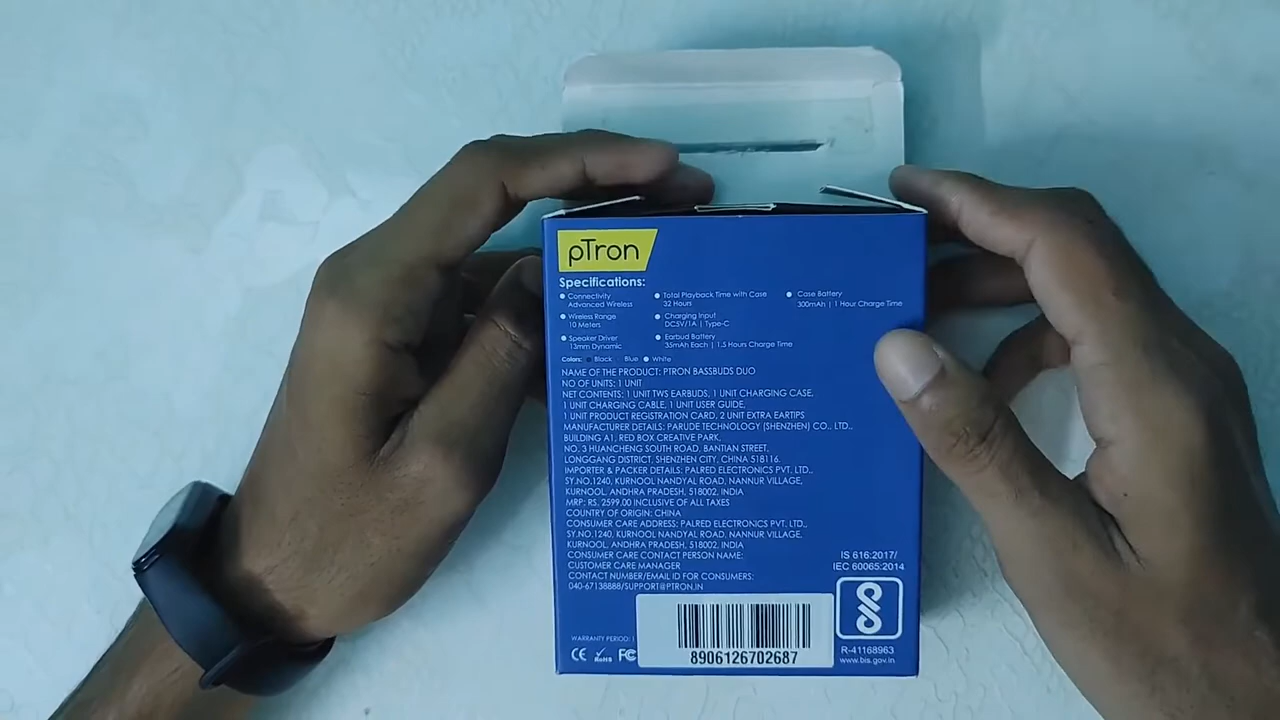 pTron
Specifications:
Connectivity
Advanced Wireless
Wireless Range
10 Meters
Speaker Driver
13mm Dynamic
Total Playback Time with Case
32 Hours
Charging Input
DC5V/1A | Type-C
Earbud Battery
35mAh Each | 1.5 Hours Charge Time
Case Battery
300mAh | 1 Hour Charge Time
Colors: Black Blue White
NAME OF THE PRODUCT: PTRON BASSBUDS DUO
NO OF UNITS: 1 UNIT
NET CONTENTS: 1 UNIT TWS EARBUDS, 1 UNIT CHARGING CASE,
1 UNIT CHARGING CABLE, 1 UNIT USER GUIDE,
1 UNIT PRODUCT REGISTRATION CARD, 2 UNIT EXTRA EARTIPS
MANUFACTURER DETAILS: PARUDE TECHNOLOGY (SHENZHEN) CO., LTD.,
BUILDING A1, RED BOX CREATIVE PARK,
NO. 3 HUANCHENG SOUTH ROAD, BANTIAN STREET,
LONGGANG DISTRICT, SHENZHEN CITY, CHINA 518116.
IMPORTER & PACKER DETAILS: PALRED ELECTRONICS PVT. LTD.,
SY.NO.1240, KURNOOL NANDYAL ROAD, NANNUR VILLAGE,
KURNOOL, ANDHRA PRADESH, 518002, INDIA
MRP: RS. 2599.00 INCLUSIVE OF ALL TAXES
COUNTRY OF ORIGIN: CHINA
CONSUMER CARE ADDRESS: PALRED ELECTRONICS PVT. LTD.,
SY.NO.1240, KURNOOL NANDYAL ROAD, NANNUR VILLAGE,
KURNOOL, ANDHRA PRADESH, 518002, INDIA
CONSUMER CARE CONTACT PERSON NAME:
CUSTOMER CARE MANAGER
CONTACT NUMBER/EMAIL ID FOR CONSUMERS:
040-67138888/SUPPORT@PTRON.IN
WARRANTY PERIOD: 1
CE RoHS FC
8906126702687
IS 616:2017/
IEC 60065:2014
R-41168963
www.bis.gov.in